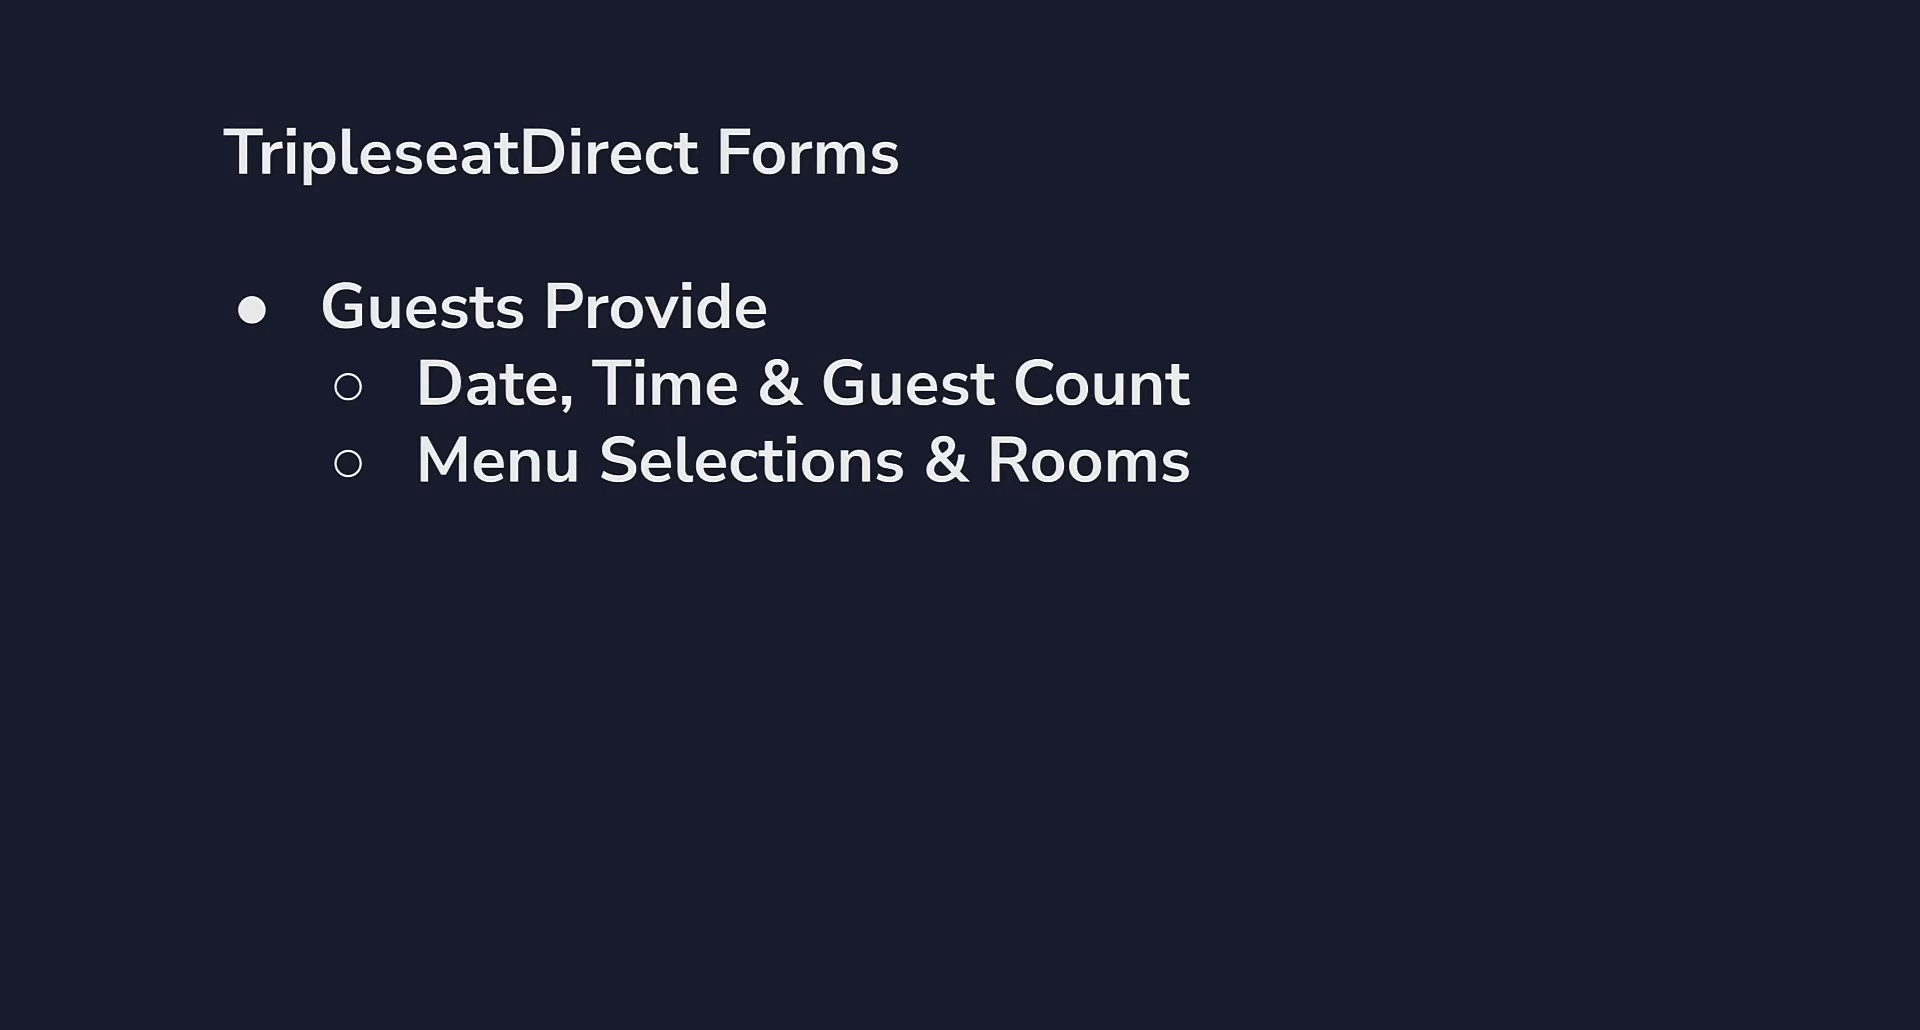 TripleseatDirect Forms
● Guests Provide
○ Date, Time & Guest Count
○ Menu Selections & Rooms